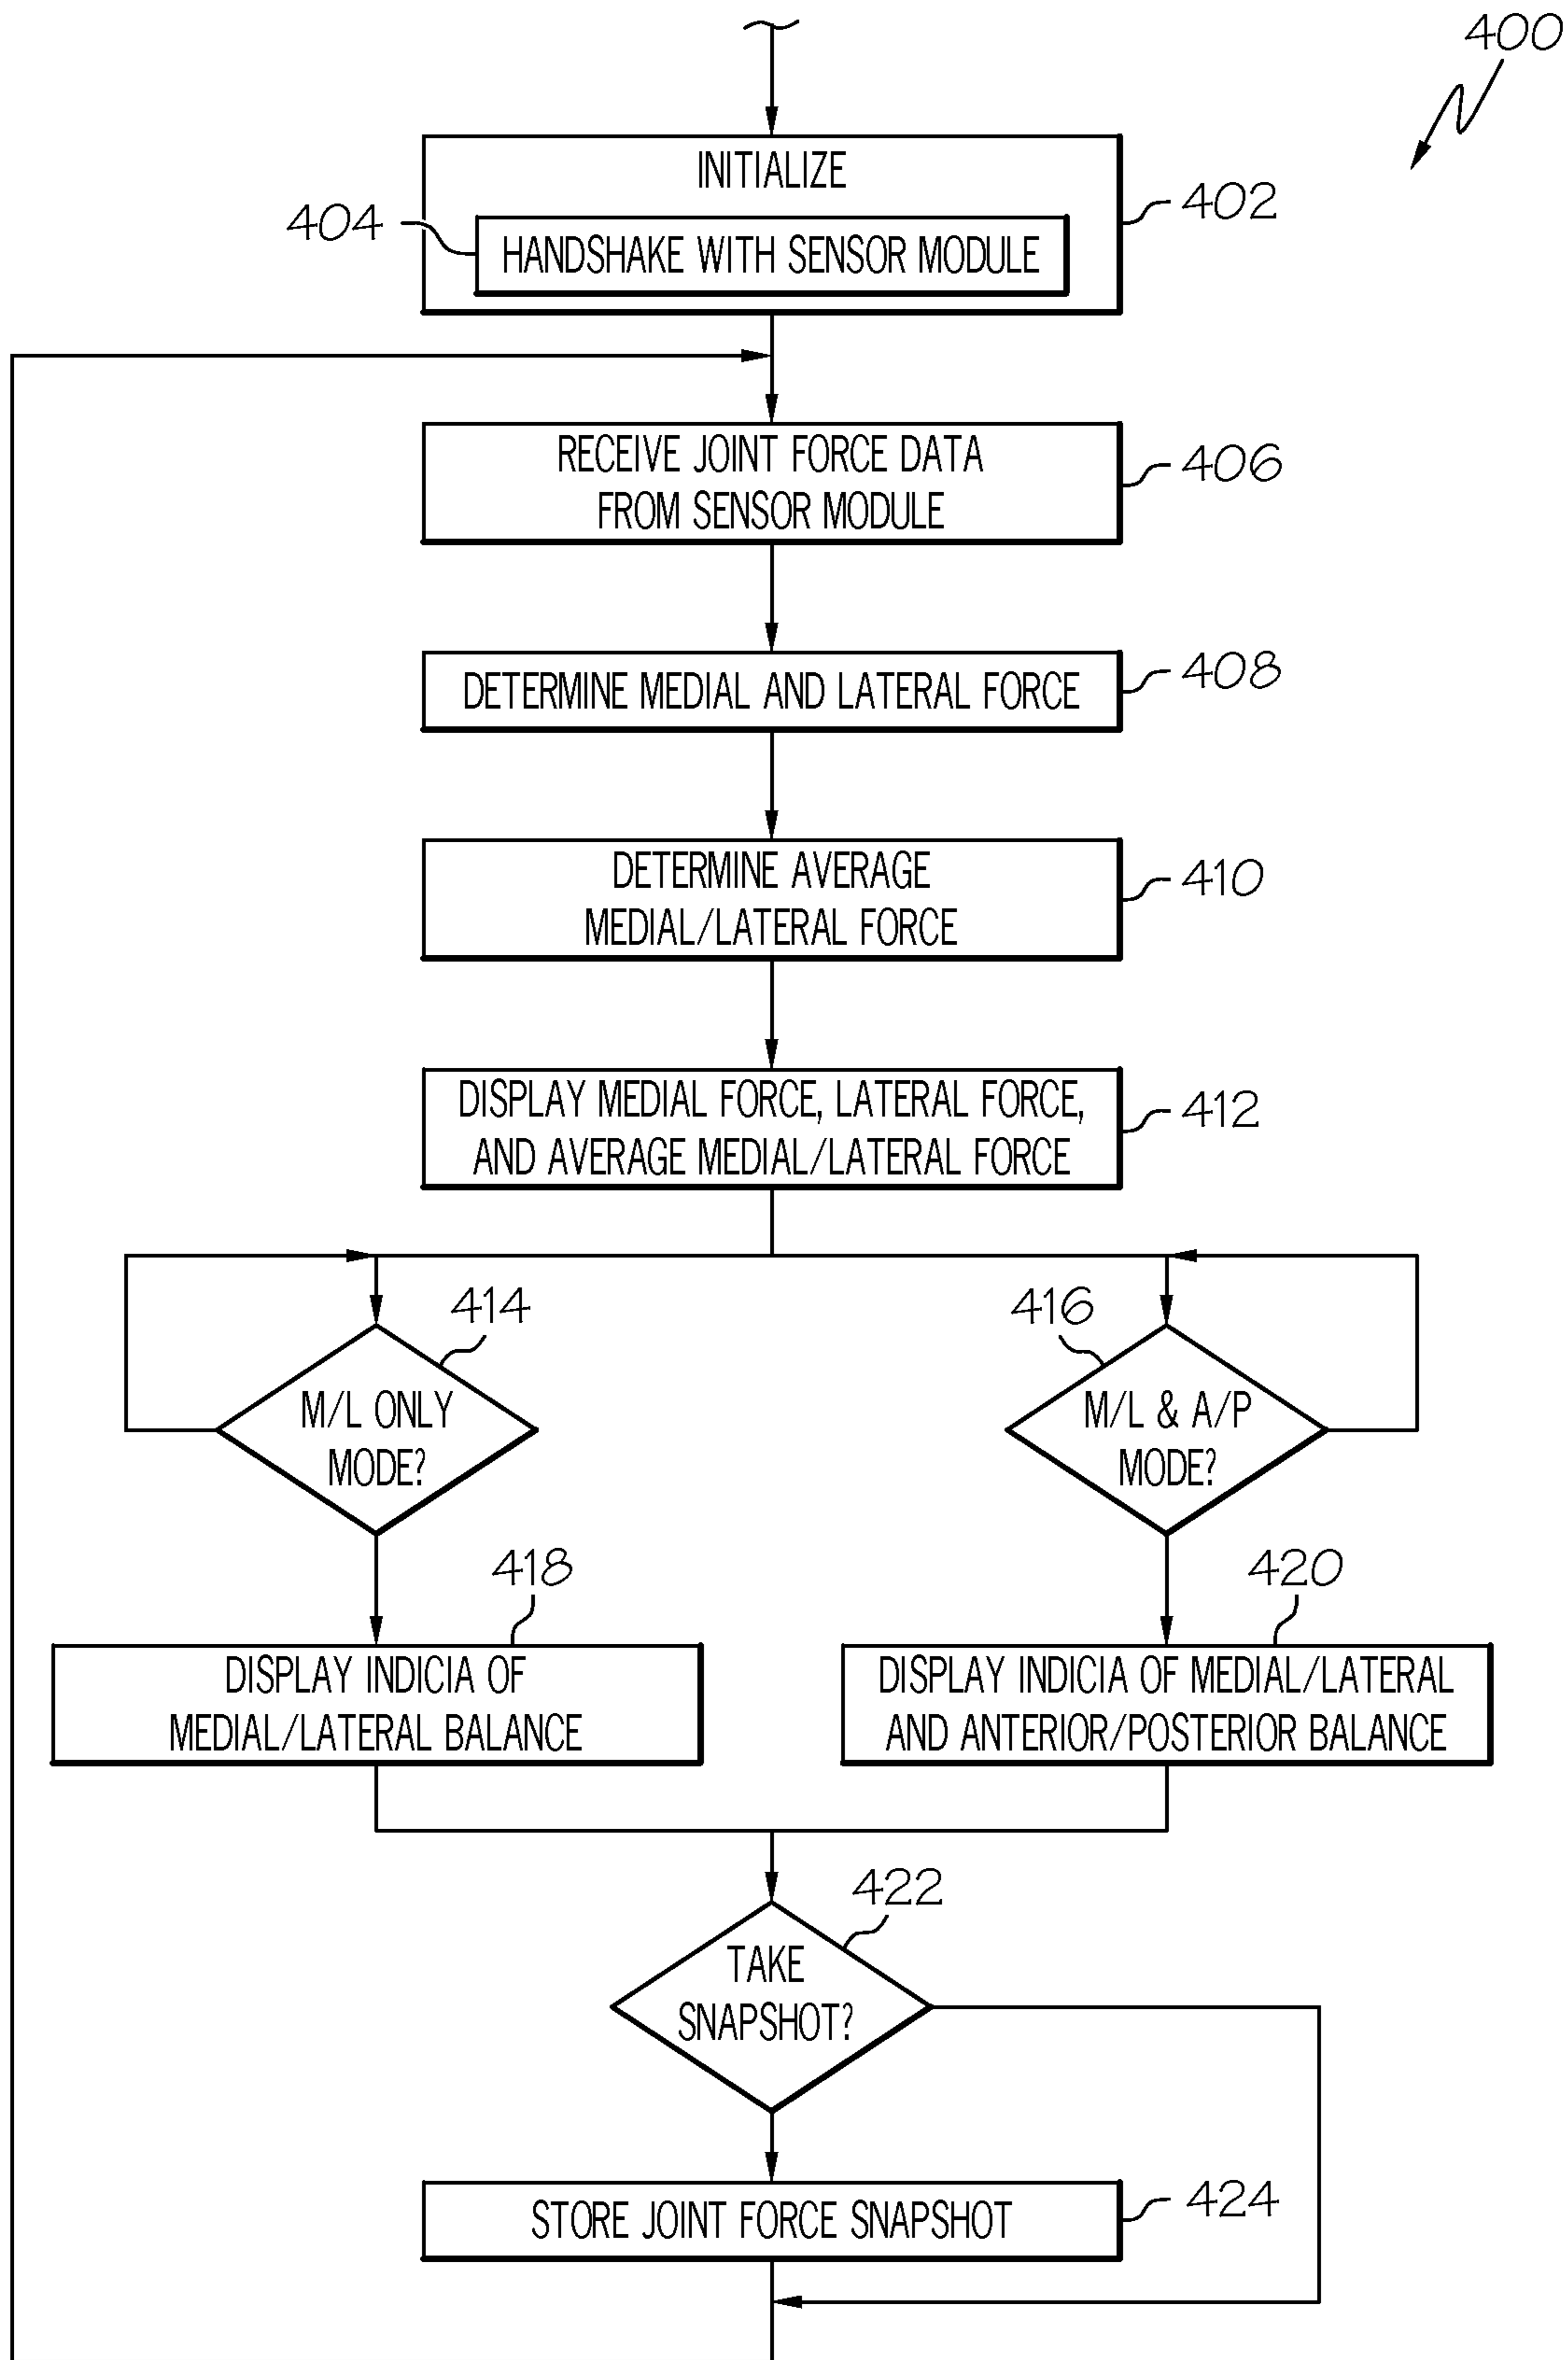 400
INITIALIZE
402
404
HANDSHAKE WITH SENSOR MODULE
RECEIVE JOINT FORCE DATA
FROM SENSOR MODULE
406
DETERMINE MEDIAL AND LATERAL FORCE
408
DETERMINE AVERAGE
MEDIAL/LATERAL FORCE
410
DISPLAY MEDIAL FORCE, LATERAL FORCE,
AND AVERAGE MEDIAL/LATERAL FORCE
412
414
M/L ONLY
MODE?
416
M/L & A/P
MODE?
418
DISPLAY INDICIA OF
MEDIAL/LATERAL BALANCE
420
DISPLAY INDICIA OF MEDIAL/LATERAL
AND ANTERIOR/POSTERIOR BALANCE
422
TAKE
SNAPSHOT?
STORE JOINT FORCE SNAPSHOT
424